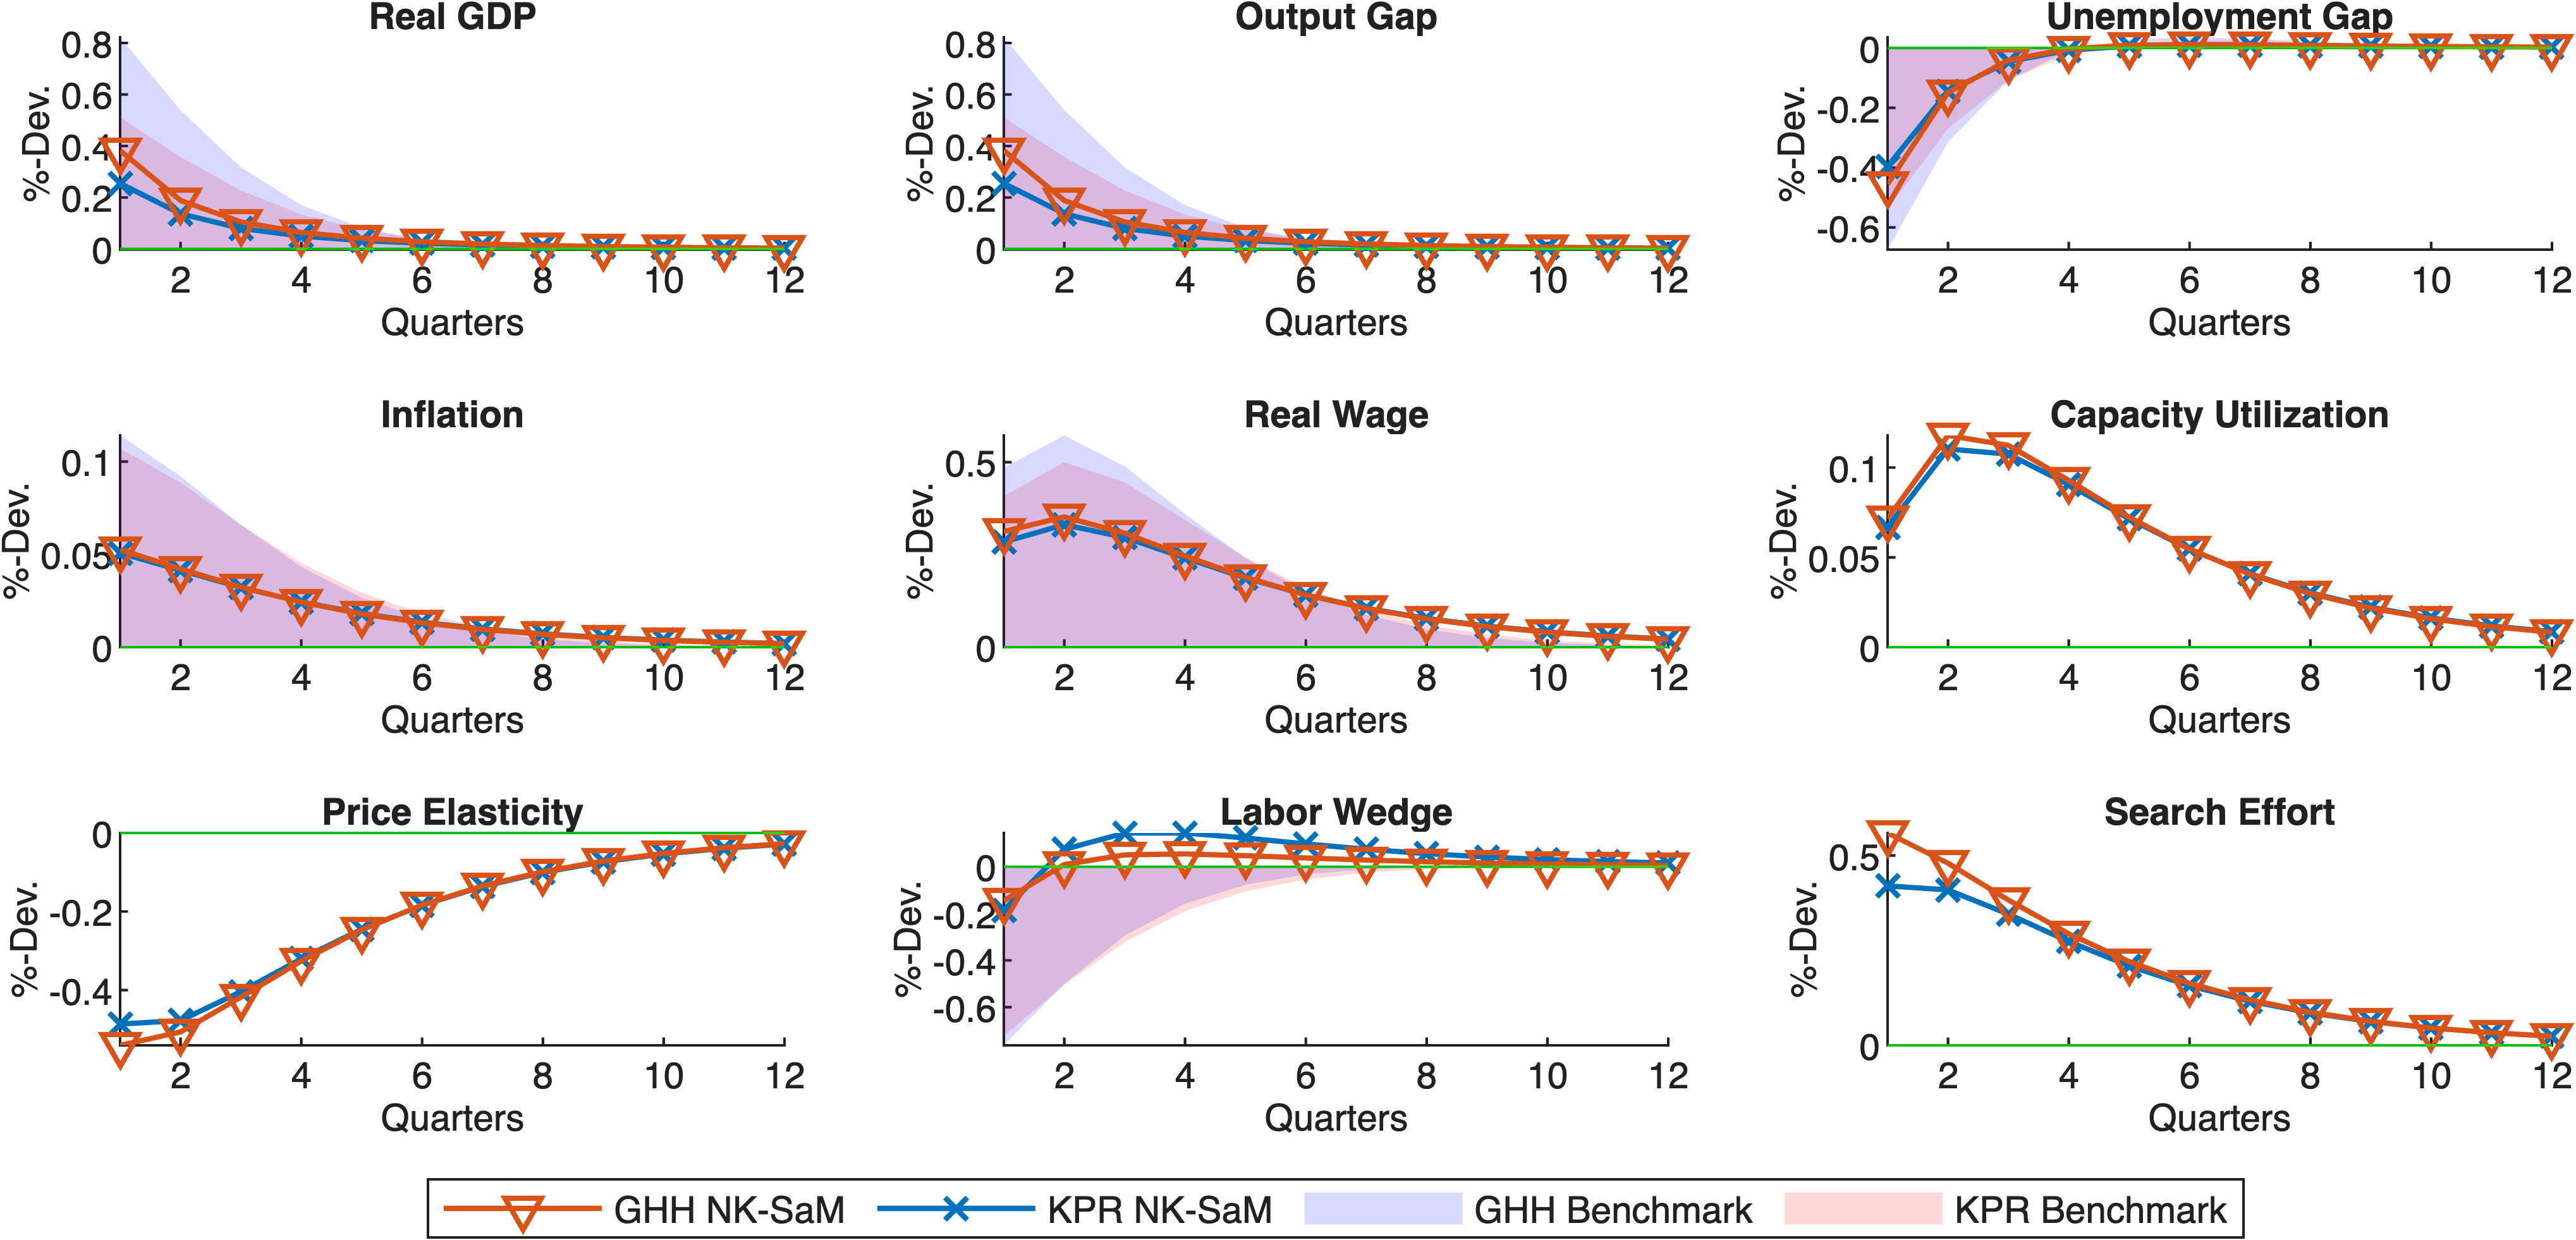 Real GDP
%-Dev.
0.8
0.6
0.4
0.2
0
2 4 6 8 10 12
Quarters
Output Gap
%-Dev.
0.8
0.6
0.4
0.2
0
2 4 6 8 10 12
Quarters
Unemployment Gap
%-Dev.
0
-0.2
-0.4
-0.6
2 4 6 8 10 12
Quarters
Inflation
%-Dev.
0.1
0.05
0
2 4 6 8 10 12
Quarters
Real Wage
%-Dev.
0.5
0
2 4 6 8 10 12
Quarters
Capacity Utilization
%-Dev.
0.1
0.05
0
2 4 6 8 10 12
Quarters
Price Elasticity
%-Dev.
0
-0.2
-0.4
2 4 6 8 10 12
Quarters
Labor Wedge
%-Dev.
0
-0.2
-0.4
-0.6
2 4 6 8 10 12
Quarters
Search Effort
%-Dev.
0.5
0
2 4 6 8 10 12
Quarters
GHH NK-SaM KPR NK-SaM GHH Benchmark KPR Benchmark